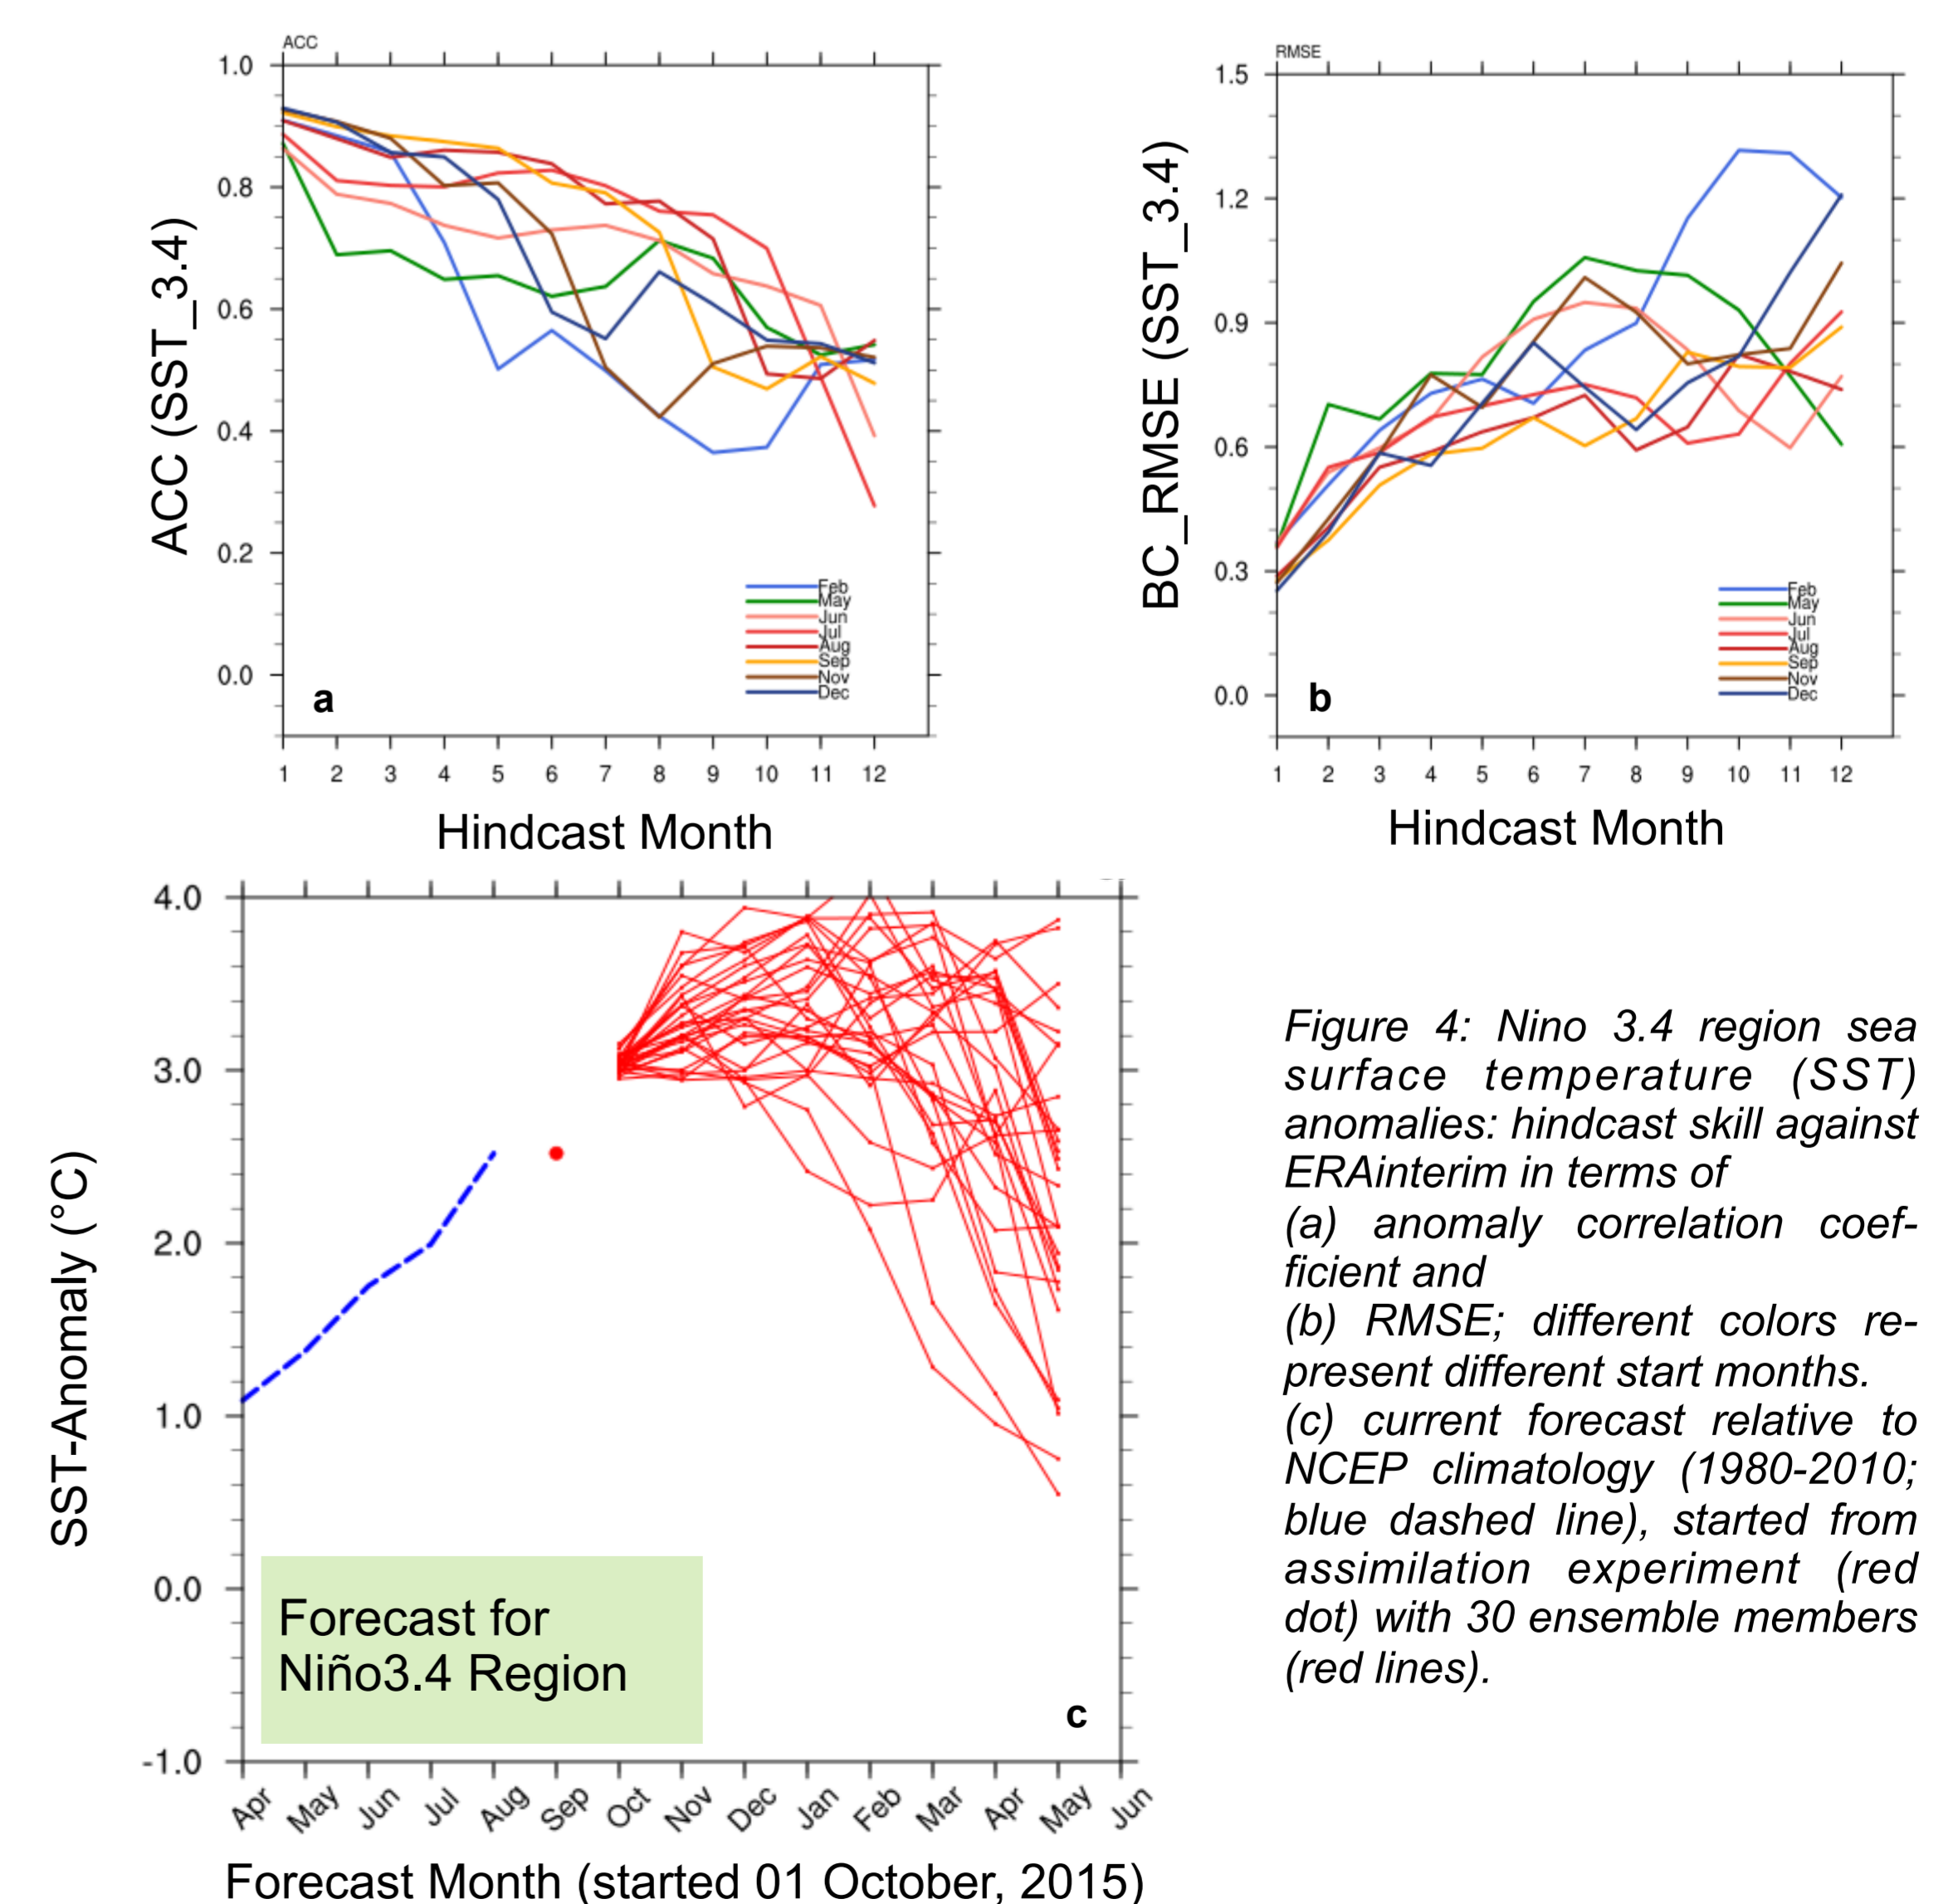 ACC
1.0
0.8
0.6
0.4
0.2
0.0
ACC (SST_3.4)
Feb
May
Jun
Jul
Aug
Sep
Nov
Dec
a
1 2 3 4 5 6 7 8 9 10 11 12
Hindcast Month
RMSE
1.5
1.2
0.9
0.6
0.3
0.0
BC_RMSE (SST_3.4)
Feb
May
Jun
Jul
Aug
Sep
Nov
Dec
b
1 2 3 4 5 6 7 8 9 10 11 12
Hindcast Month
4.0
3.0
2.0
1.0
0.0
-1.0
SST-Anomaly (°C)
Forecast for
Niño3.4 Region
c
Apr May Jun Jul Aug Sep Oct Nov Dec Jan Feb Mar Apr May Jun
Forecast Month (started 01 October, 2015)
Figure 4: Nino 3.4 region sea
surface temperature (SST)
anomalies: hindcast skill against
ERAinterim in terms of
(a) anomaly correlation coef-
ficient and
(b) RMSE; different colors re-
present different start months.
(c) current forecast relative to
NCEP climatology (1980-2010;
blue dashed line), started from
assimilation experiment (red
dot) with 30 ensemble members
(red lines).